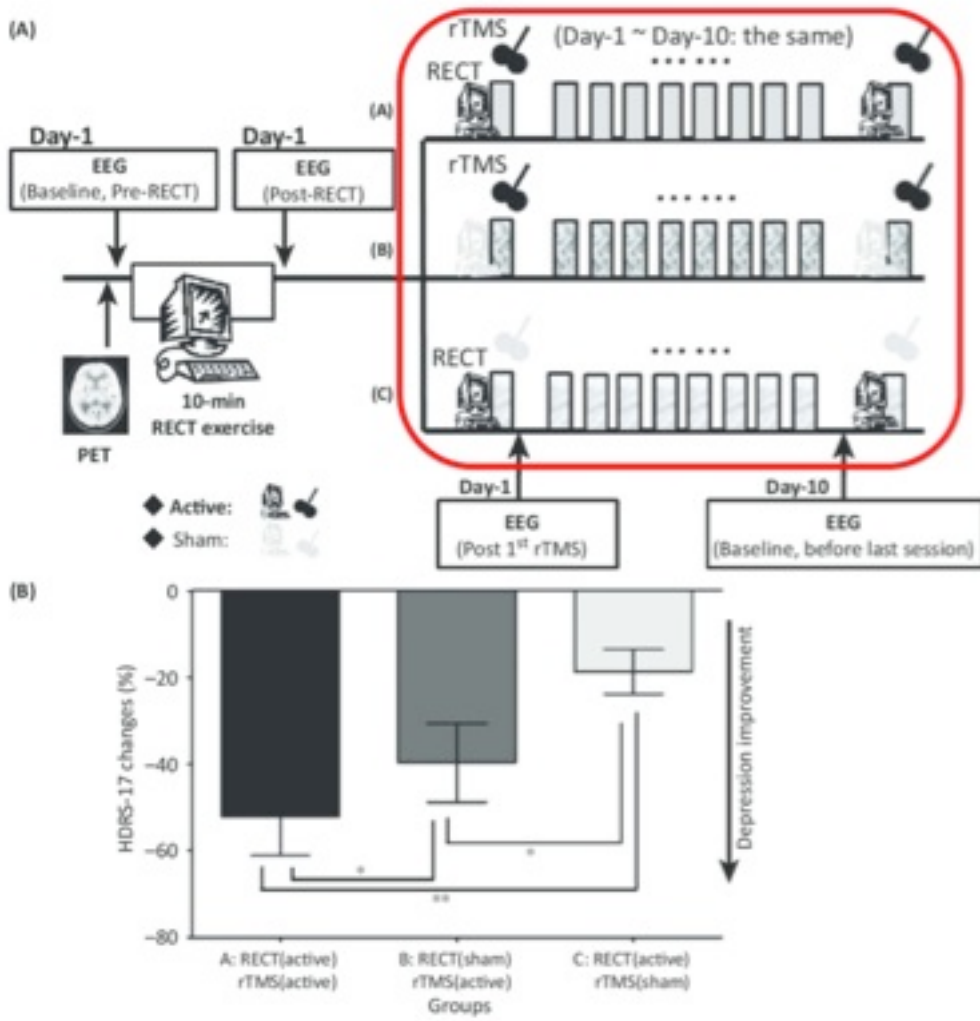 (A)
rTMS
(Day-1 ~ Day-10: the same)
RECT
(A)
Day-1
Day-1
EEG
(Baseline, Pre-RECT)
EEG
(Post-RECT)
rTMS
(B)
RECT
(C)
10-min
RECT exercise
PET
Active:
Sham:
Day-1
EEG
(Post 1st rTMS)
Day-10
EEG
(Baseline, before last session)
(B)
0
−20
−40
−60
−80
HDRS-17 changes (%)
Depression improvement
*
*
**
A: RECT(active)
rTMS(active)
B: RECT(sham)
rTMS(active)
C: RECT(active)
rTMS(sham)
Groups